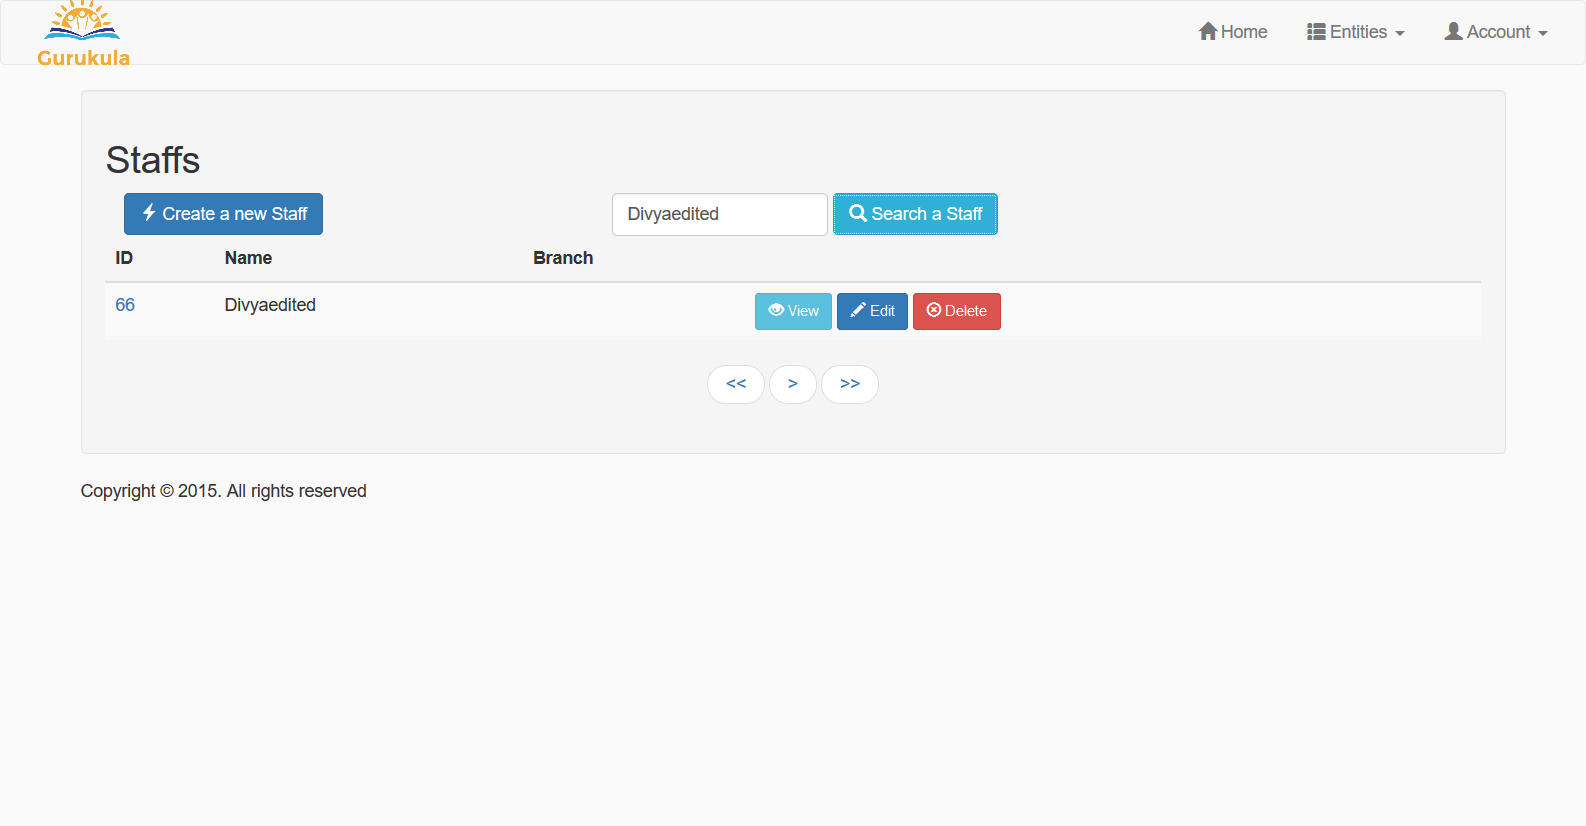 Gurukula
Home Entities Account
Staffs
Create a new Staff Divyaedited Search a Staff
ID Name Branch
66 Divyaedited View Edit Delete
<< > >>
Copyright © 2015. All rights reserved